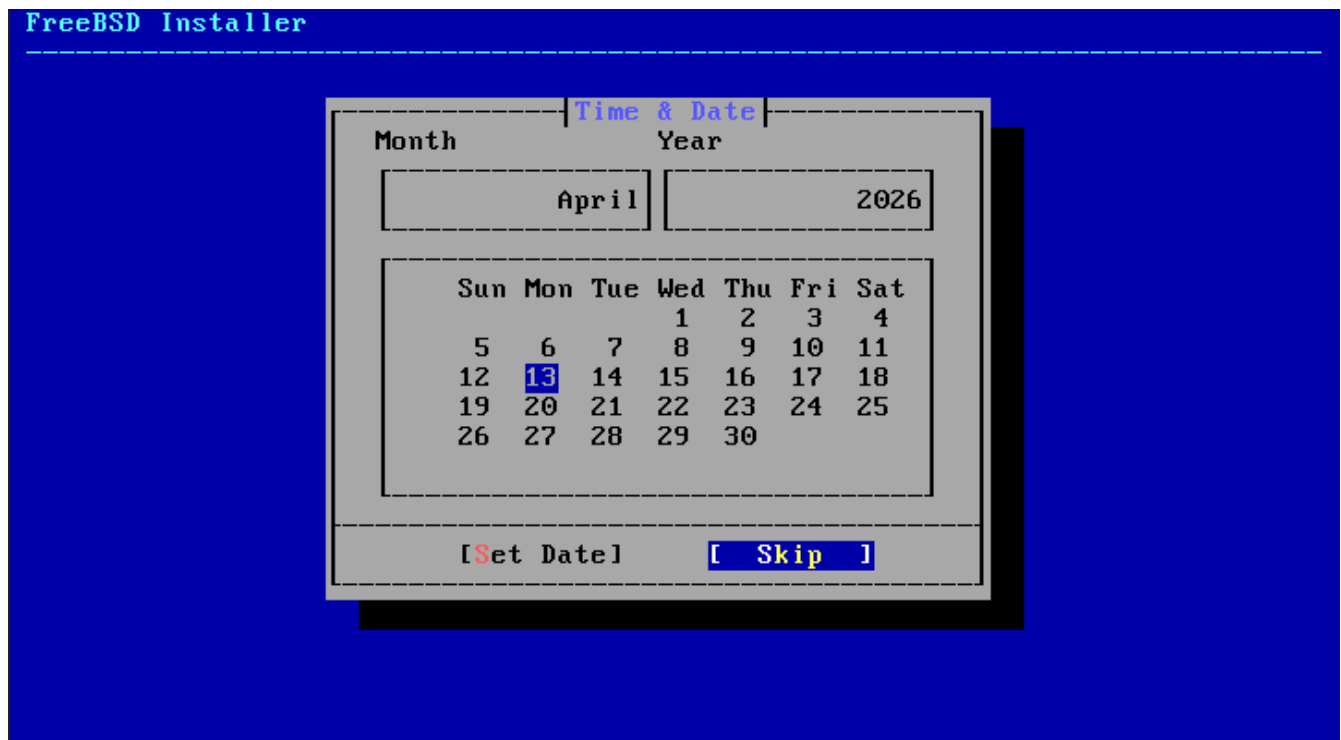 FreeBSD Installer
Time & Date
Month Year
April 2026
Sun Mon Tue Wed Thu Fri Sat
1 2 3 4
5 6 7 8 9 10 11
12 13 14 15 16 17 18
19 20 21 22 23 24 25
26 27 28 29 30
[Set Date] [ Skip ]